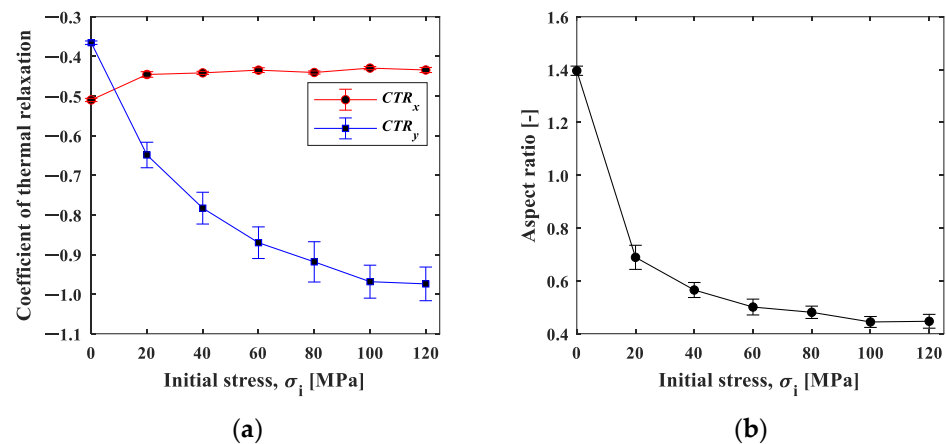 Coefficient of thermal relaxation
−0.3
−0.4
−0.5
−0.6
−0.7
−0.8
−0.9
−1.0
−1.1
CTRx
CTRy
0 20 40 60 80 100 120
Initial stress, σi [MPa]
(a)
Aspect ratio [-]
1.6
1.4
1.2
1.0
0.8
0.6
0.4
0 20 40 60 80 100 120
Initial stress, σi [MPa]
(b)